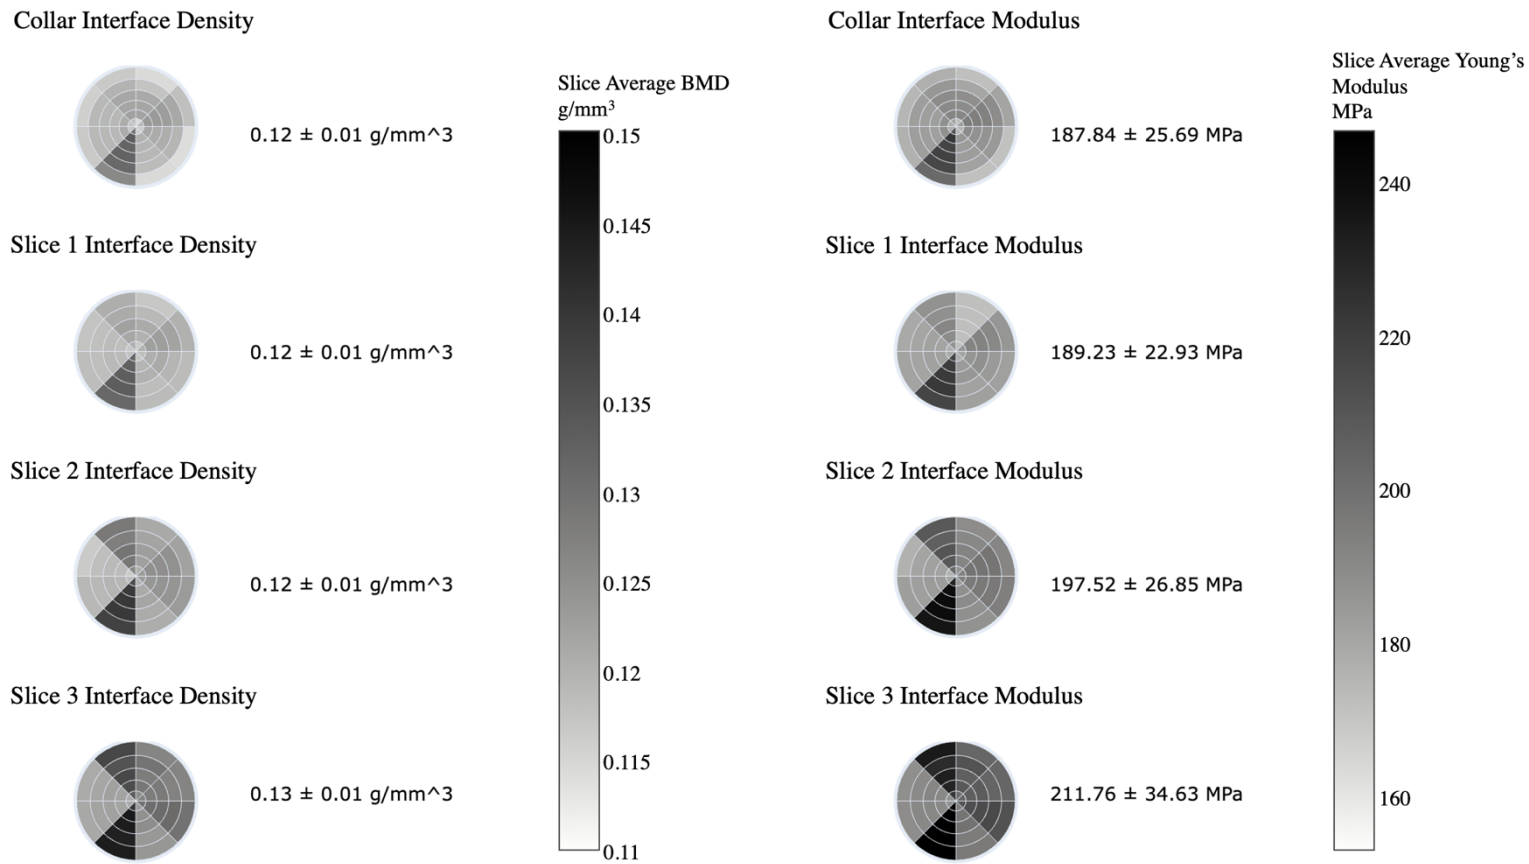 Collar Interface Density
0.12 ± 0.01 g/mm^3
Slice 1 Interface Density
0.12 ± 0.01 g/mm^3
Slice 2 Interface Density
0.12 ± 0.01 g/mm^3
Slice 3 Interface Density
0.13 ± 0.01 g/mm^3
Slice Average BMD
g/mm³
0.15
0.145
0.14
0.135
0.13
0.125
0.12
0.115
0.11
Collar Interface Modulus
187.84 ± 25.69 MPa
Slice 1 Interface Modulus
189.23 ± 22.93 MPa
Slice 2 Interface Modulus
197.52 ± 26.85 MPa
Slice 3 Interface Modulus
211.76 ± 34.63 MPa
Slice Average Young’s
Modulus
MPa
240
220
200
180
160